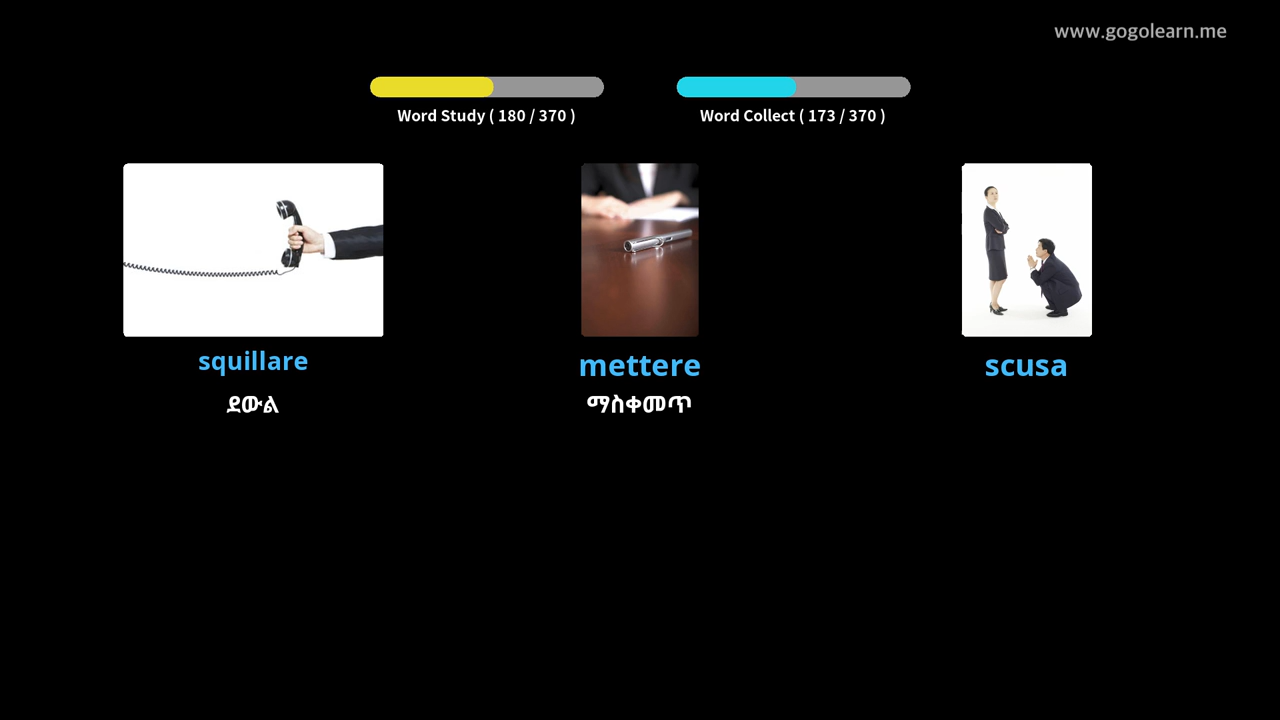 www.gogolearn.me
Word Study ( 180 / 370 )
Word Collect ( 173 / 370 )
squillare
ደውል
mettere
ማስቀመጥ
scusa